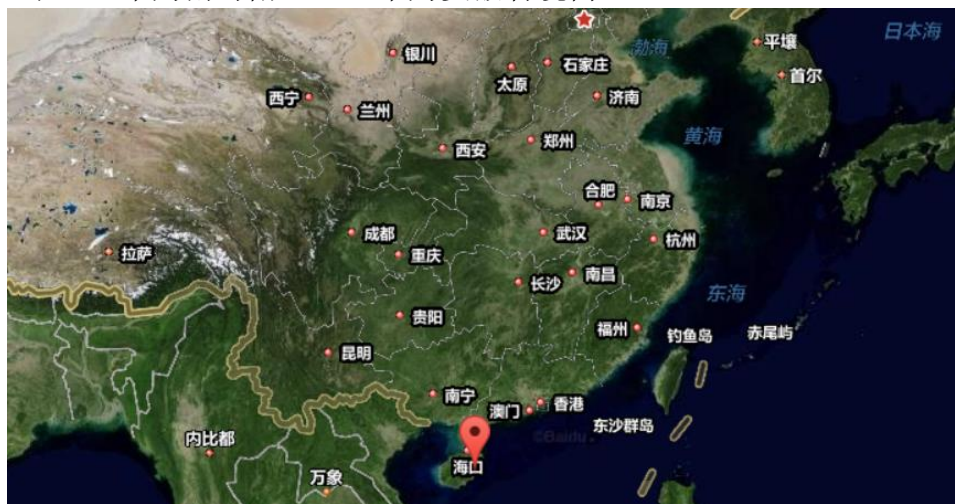 日本海
平壤
渤海
银川
石家庄
首尔
太原
西宁
济南
兰州
黄海
郑州
西安
合肥
南京
成都
武汉
杭州
拉萨
重庆
南昌
长沙
东海
贵阳
福州
钓鱼岛
赤尾屿
昆明
南宁
香港
澳门
东沙群岛
内比都
©Baidu
海口
万象